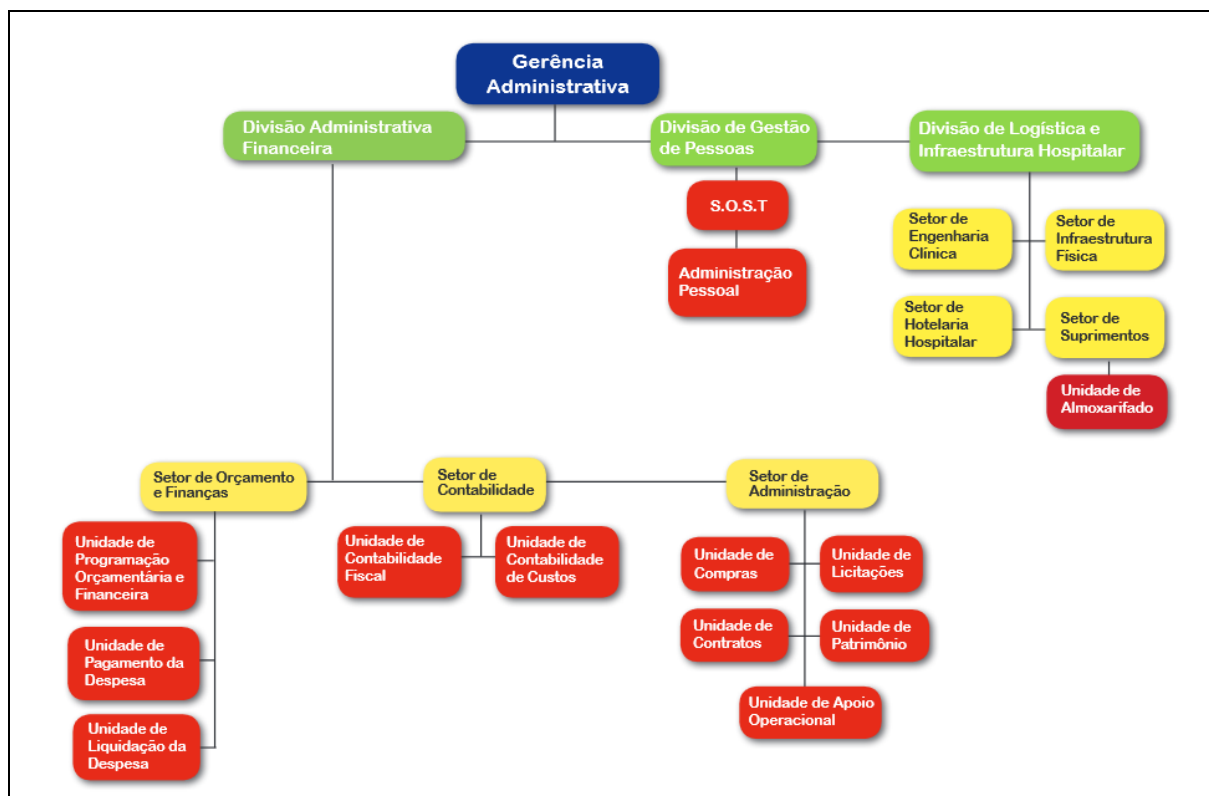 Gerência
Administrativa
Divisão Administrativa
Financeira
Divisão de Gestão
de Pessoas
Divisão de Logística e
Infraestrutura Hospitalar
S.O.S.T
Administração
Pessoal
Setor de
Engenharia
Clínica
Setor de
Infraestrutura
Física
Setor de
Hotelaria
Hospitalar
Setor de
Suprimentos
Unidade de
Almoxarifado
Setor de Orçamento
e Finanças
Setor de
Contabilidade
Setor de
Administração
Unidade de
Programação
Orçamentária e
Financeira
Unidade de
Pagamento da
Despesa
Unidade de
Liquidação da
Despesa
Unidade de
Contabilidade
Fiscal
Unidade de
Contabilidade
de Custos
Unidade de
Compras
Unidade de
Licitações
Unidade de
Contratos
Unidade de
Patrimônio
Unidade de Apoio
Operacional